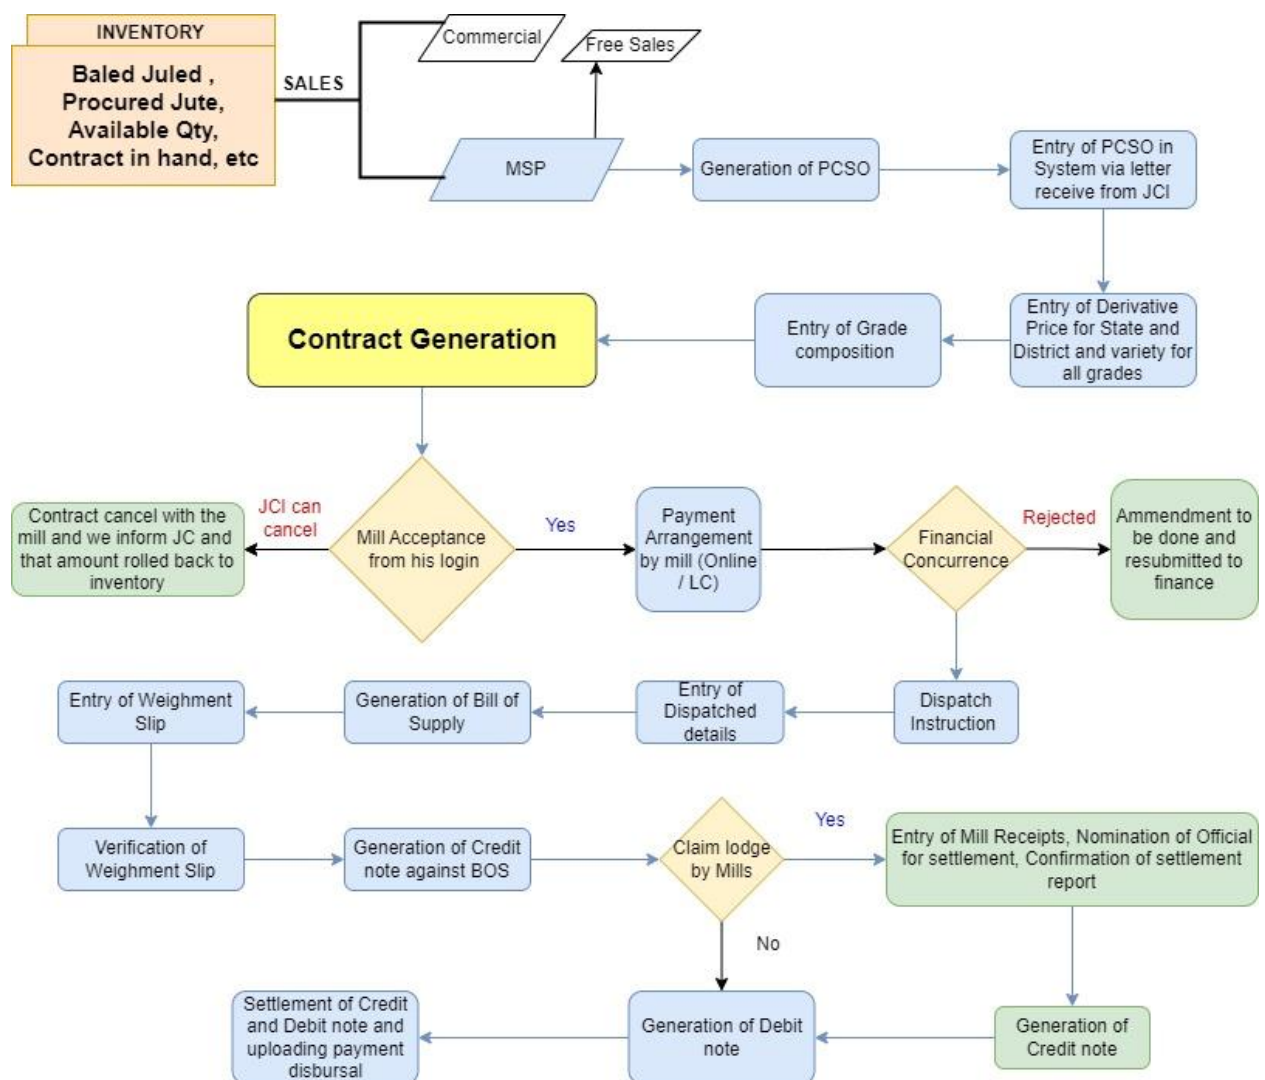 INVENTORY
Baled Juled ,
Procured Jute,
Available Qty,
Contract in hand, etc
SALES
Commercial
Free Sales
MSP
Generation of PCSO
Entry of PCSO in
System via letter
receive from JCI
Entry of Derivative
Price for State and
District and variety for
all grades
Entry of Grade
composition
Contract Generation
Contract cancel with the
mill and we inform JC and
that amount rolled back to
inventory
JCI can
cancel
Mill Acceptance
from his login
Yes
Payment
Arrangement
by mill (Online
/ LC)
Financial
Concurrence
Rejected
Ammendment to
be done and
resubmitted to
finance
Entry of Weighment
Slip
Generation of Bill of
Supply
Entry of
Dispatched
details
Dispatch
Instruction
Verification of
Weighment Slip
Generation of Credit
note against BOS
Claim lodge
by Mills
Yes
Entry of Mill Receipts, Nomination of Official
for settlement, Confirmation of settlement
report
No
Settlement of Credit
and Debit note and
uploading payment
disbursal
Generation of Debit
note
Generation of
Credit note